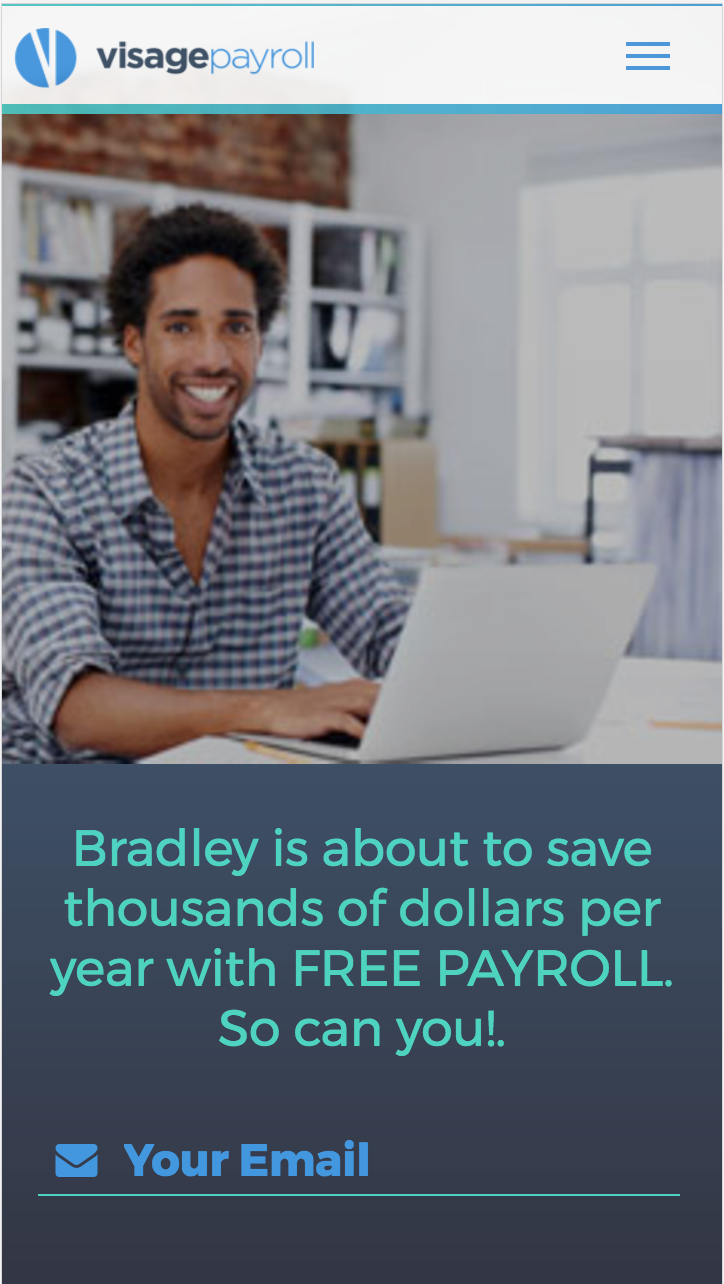 visagepayroll
Bradley is about to save
thousands of dollars per
year with FREE PAYROLL.
So can you!.
Your Email